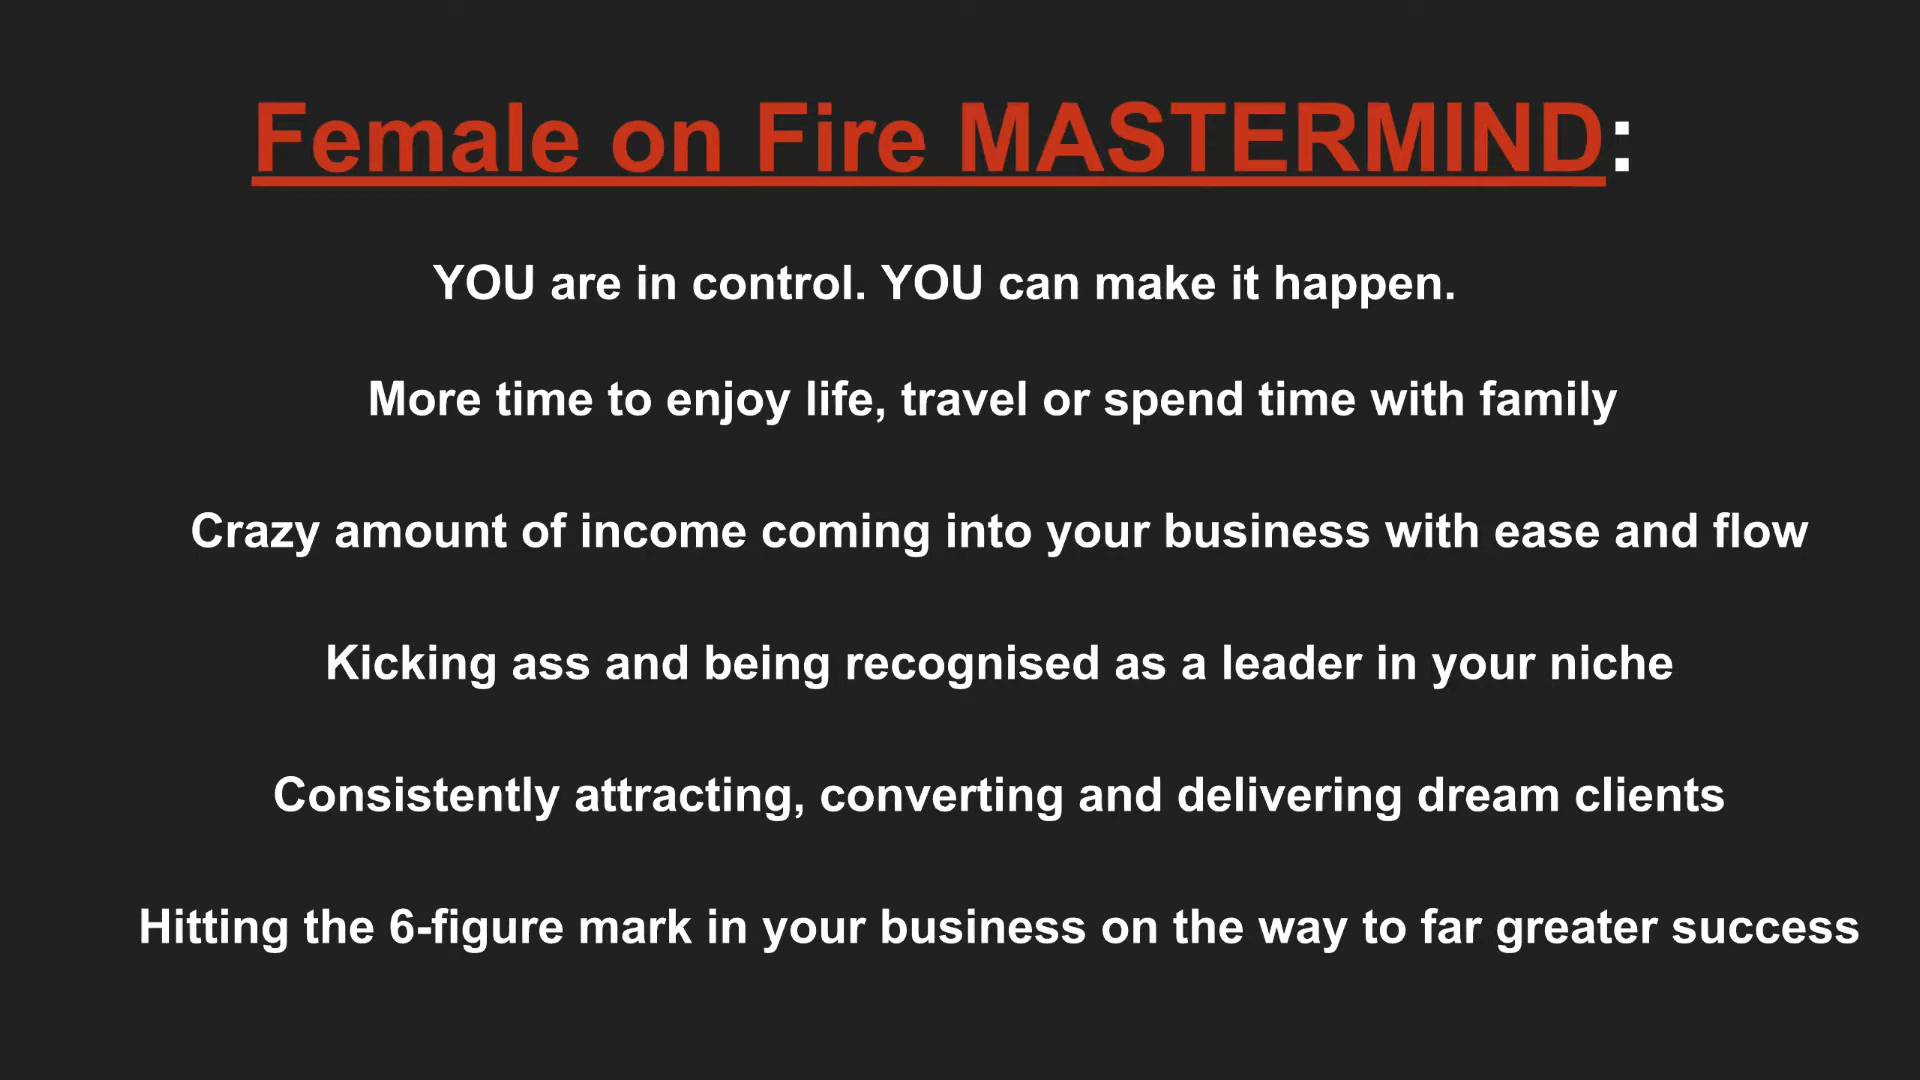 Female on Fire MASTERMIND:
YOU are in control. YOU can make it happen.
More time to enjoy life, travel or spend time with family
Crazy amount of income coming into your business with ease and flow
Kicking ass and being recognised as a leader in your niche
Consistently attracting, converting and delivering dream clients
Hitting the 6-figure mark in your business on the way to far greater success